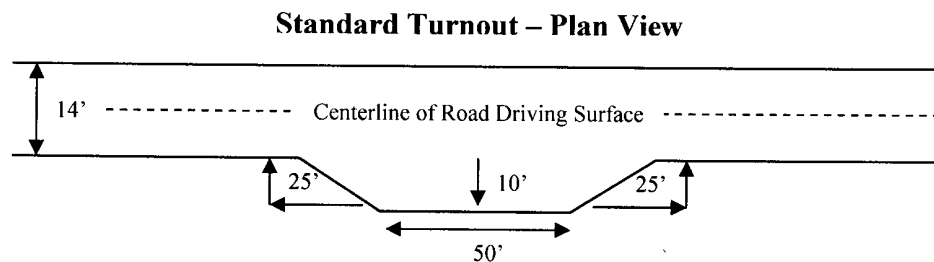 Standard Turnout – Plan View
14’
Centerline of Road Driving Surface
25’
10’
25’
50’